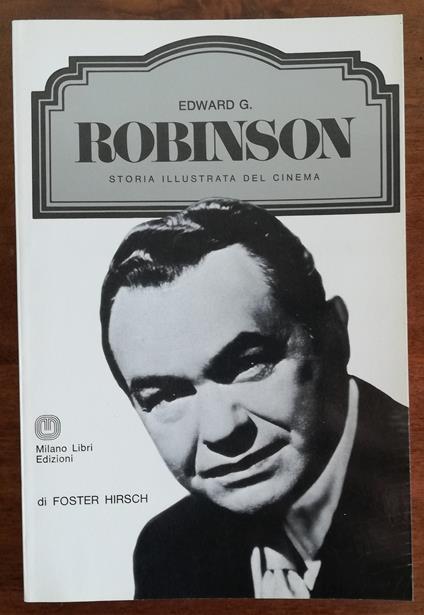 EDWARD G.
ROBINSON
STORIA ILLUSTRATA DEL CINEMA
Milano Libri
Edizioni
di FOSTER HIRSCH